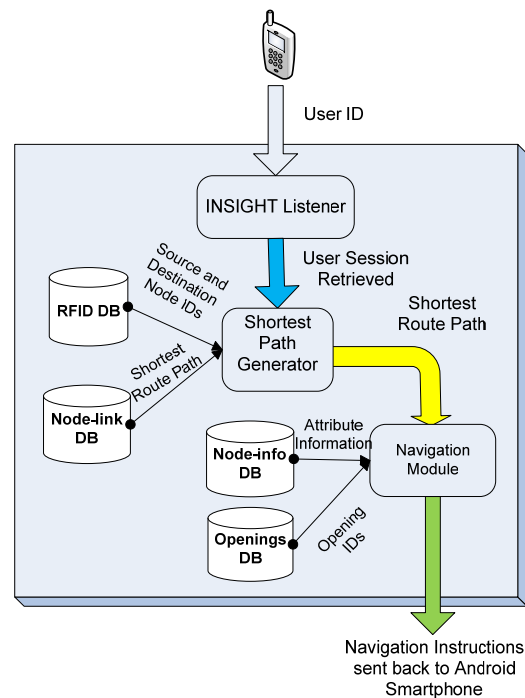 User ID
INSIGHT Listener
User Session
Retrieved
Source and
Destination
Node IDs
RFID DB
Shortest
Path
Generator
Shortest
Route Path
Shortest
Route Path
Node-link
DB
Attribute
Information
Node-info
DB
Navigation
Module
Openings
DB
Opening
IDs
Navigation Instructions
sent back to Android
Smartphone